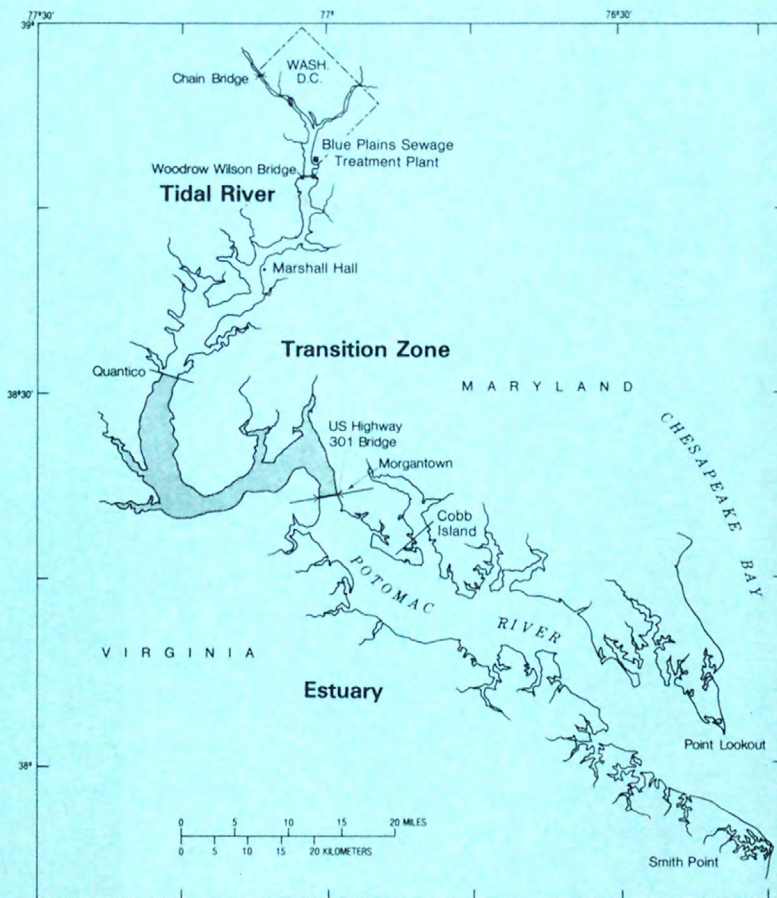 77°30'
77°
76°30'
39°
WASH.
D.C.
Chain Bridge
Blue Plains Sewage
Treatment Plant
Woodrow Wilson Bridge
Tidal River
Marshall Hall
Transition Zone
Quantico
38°30'
MARYLAND
US Highway
301 Bridge
CHESAPEAKE BAY
Morgantown
Cobb
Island
POTOMAC RIVER
VIRGINIA
Estuary
Point Lookout
38°
0 5 10 15 20 MILES
0 5 10 15 20 KILOMETERS
Smith Point